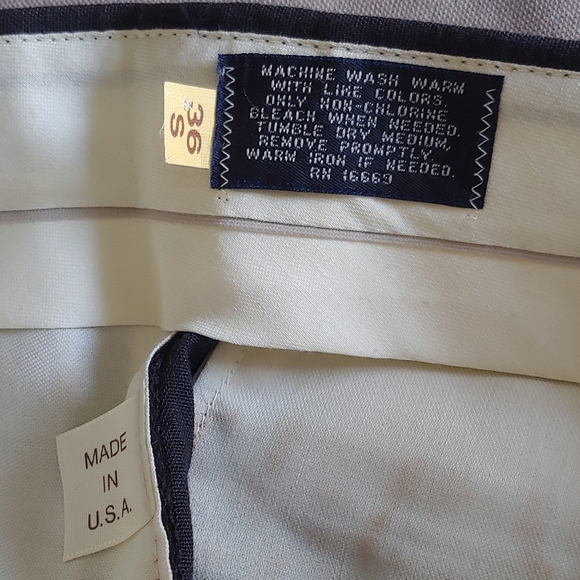 MACHINE WASH WARM
WITH LIKE COLORS.
ONLY NON-CHLORINE
BLEACH WHEN NEEDED.
TUMBLE DRY MEDIUM,
REMOVE PROMPTLY.
WARM IRON IF NEEDED.
RN 16663
36
S
MADE
IN
U.S.A.